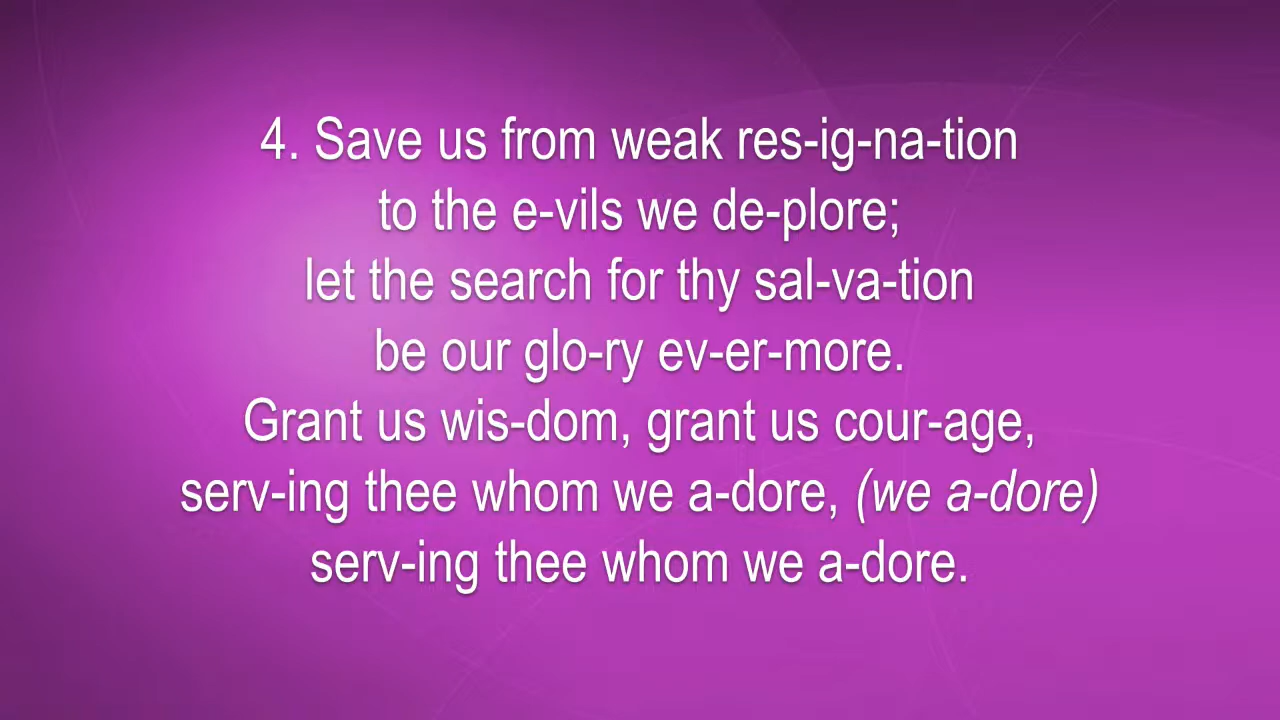 4. Save us from weak res-ig-na-tion
to the e-vils we de-plore;
let the search for thy sal-va-tion
be our glo-ry ev-er-more.
Grant us wis-dom, grant us cour-age,
serv-ing thee whom we a-dore, (we a-dore)
serv-ing thee whom we a-dore.